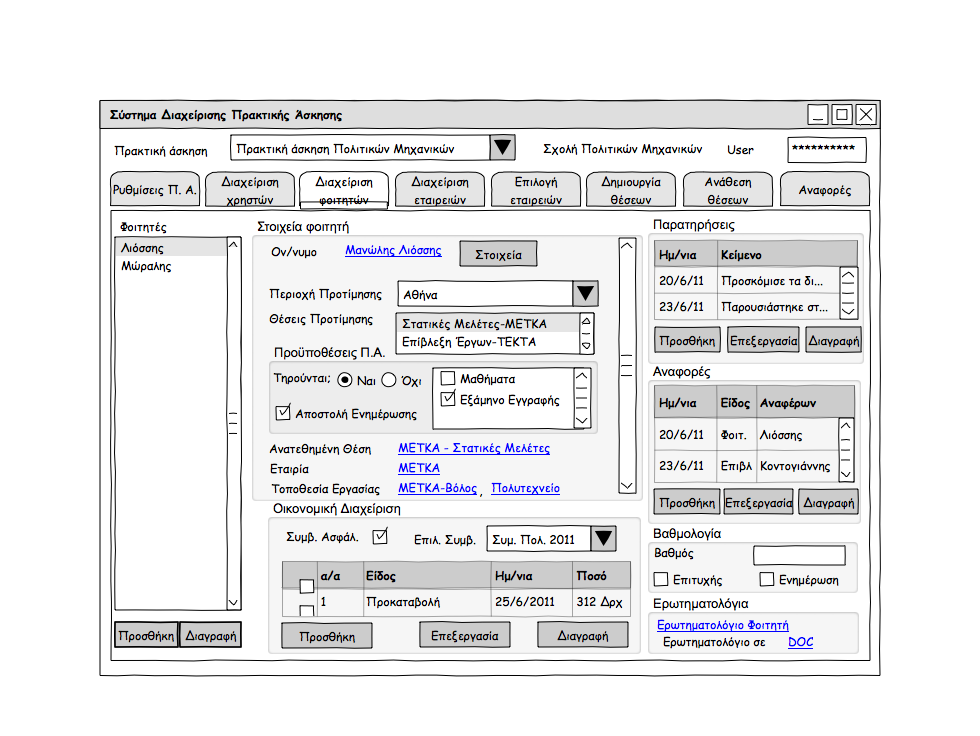 Σύστημα Διαχείρισης Πρακτικής Άσκησης
Πρακτική άσκηση
Πρακτική άσκηση Πολιτικών Μηχανικών
Σχολή Πολιτικών Μηχανικών
User
**********
Ρυθμίσεις Π. Α.
Διαχείριση χρηστών
Διαχείριση φοιτητών
Διαχείριση εταιρειών
Επιλογή εταιρειών
Δημιουργία θέσεων
Ανάθεση θέσεων
Αναφορές
Φοιτητές
Λιόσσης
Μώραλης
Προσθήκη
Διαγραφή
Στοιχεία φοιτητή
Ον/νυμο
Μανώλης Λιόσσης
Στοιχεία
Περιοχή Προτίμησης
Αθήνα
Θέσεις Προτίμησης
Στατικές Μελέτες-ΜΕΤΚΑ
Επίβλεξη Έργων-ΤΕΚΤΑ
Προϋποθέσεις Π.Α.
Τηρούνται;
Ναι
Όχι
Μαθήματα
Εξάμηνο Εγγραφής
Αποστολή Ενημέρωσης
Ανατεθημένη Θέση
ΜΕΤΚΑ - Στατικές Μελέτες
Εταιρία
ΜΕΤΚΑ
Τοποθεσία Εργασίας
ΜΕΤΚΑ-Βόλος , Πολυτεχνείο
Οικονομική Διαχείριση
Συμβ. Ασφάλ.
Επιλ. Συμβ.
Συμ. Πολ. 2011
α/α Είδος Ημ/νια Ποσό
1 Προκαταβολή 25/6/2011 312 Δρχ
Προσθήκη
Επεξεργασία
Διαγραφή
Παρατηρήσεις
Ημ/νια Κείμενο
20/6/11 Προσκόμισε τα δι...
23/6/11 Παρουσιάστηκε στ...
Προσθήκη
Επεξεργασία
Διαγραφή
Αναφορές
Ημ/νια Είδος Αναφέρων
20/6/11 Φοιτ. Λιόσσης
23/6/11 Επιβλ Κοντογιάννης
Προσθήκη
Επεξεργασία
Διαγραφή
Βαθμολογία
Βαθμός
Επιτυχής
Ενημέρωση
Ερωτηματολόγια
Ερωτηματολόγιο Φοιτητή
Ερωτηματολόγιο σε DOC